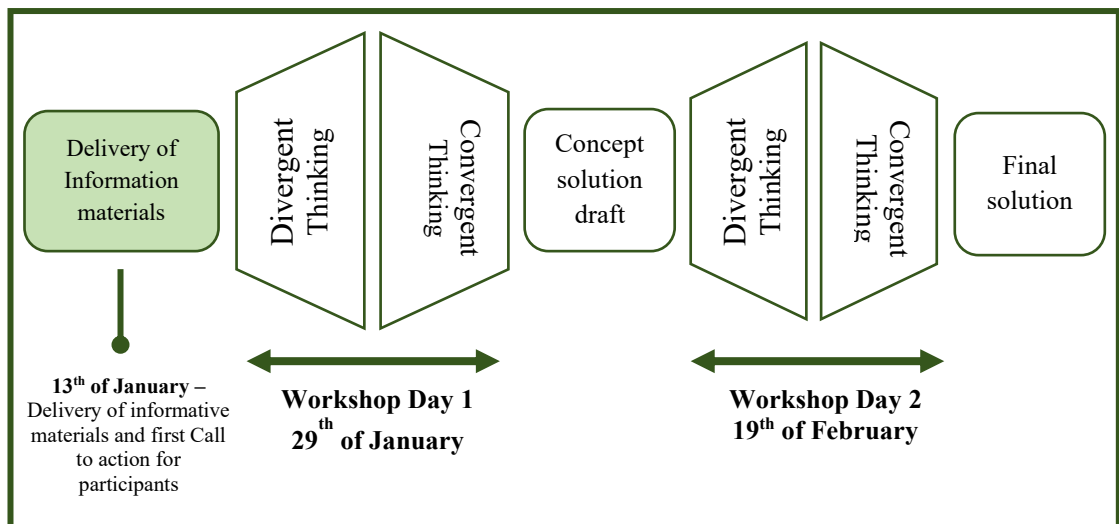 Delivery of
Information
materials
Divergent
Thinking
Convergent
Thinking
Concept
solution
draft
Divergent
Thinking
Convergent
Thinking
Final
solution
13th of January –
Delivery of informative
materials and first Call
to action for
participants
Workshop Day 1
29th of January
Workshop Day 2
19th of February